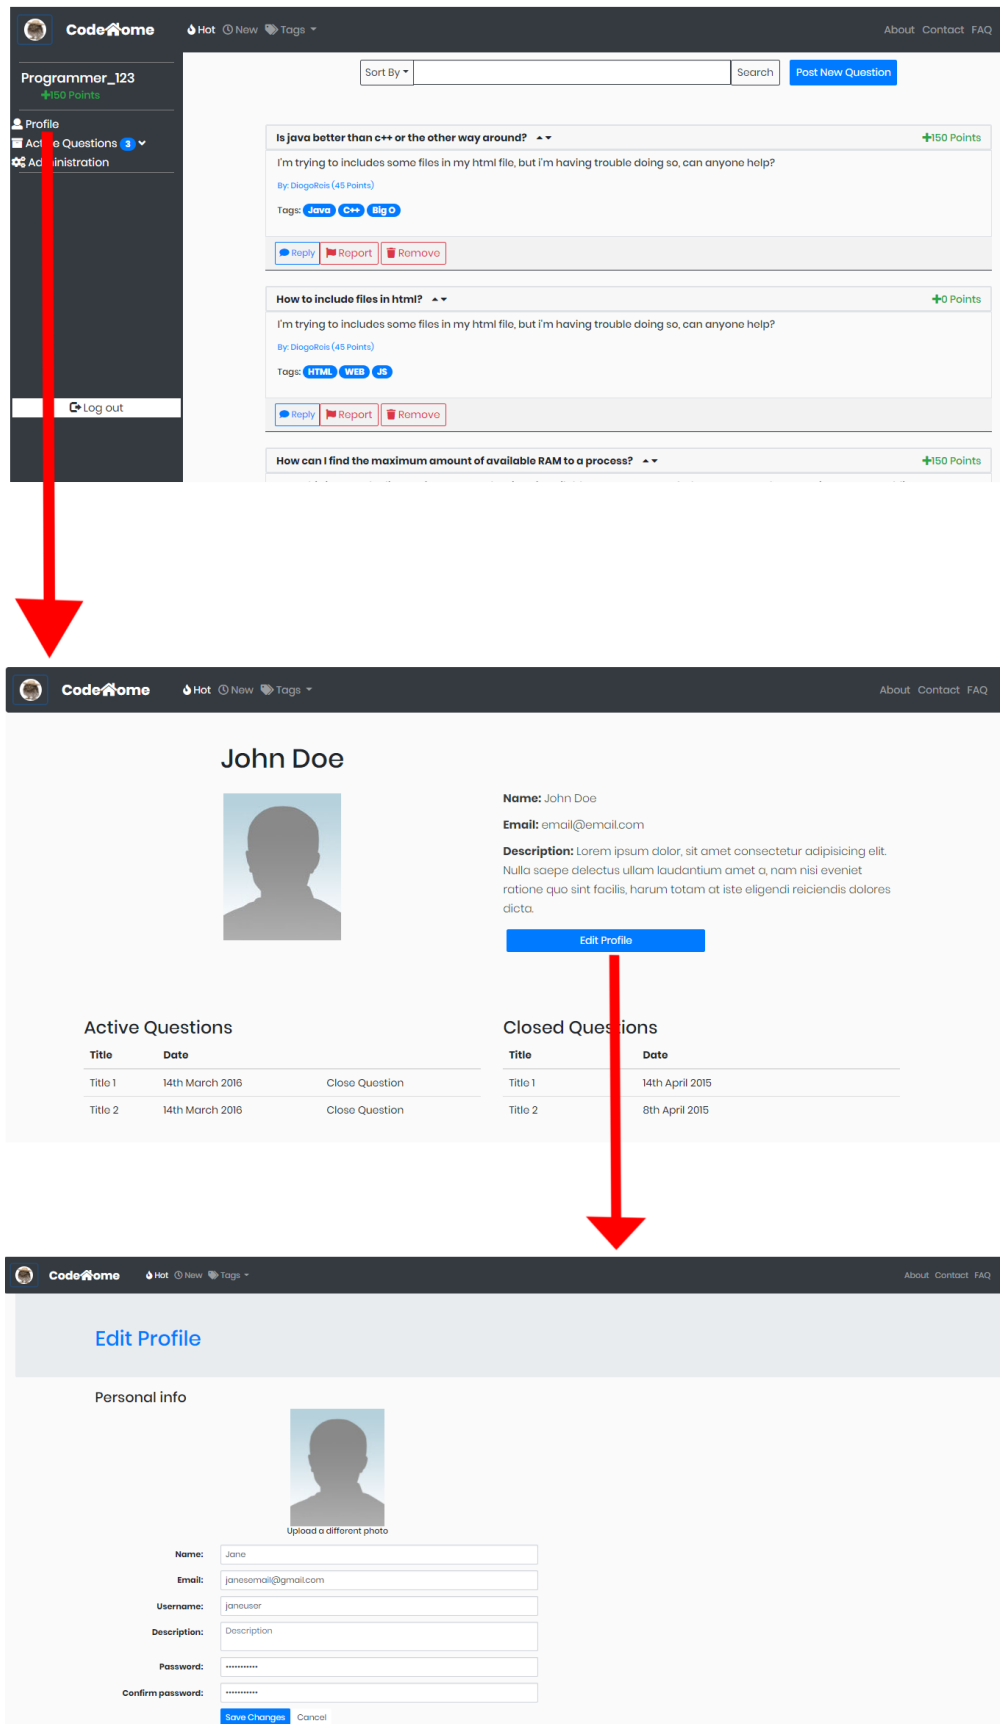 CodeHome Hot New Tags About Contact FAQ
Programmer_123
+150 Points
Profile
Active Questions 3
Administration
Log out
Sort By Search Post New Question
Is java better than c++ or the other way around? +150 Points
I'm trying to includes some files in my html file, but i'm having trouble doing so, can anyone help?
By: DiogoReis (45 Points)
Tags: Java C++ Big O
Reply Report Remove
How to include files in html? +0 Points
I'm trying to includes some files in my html file, but i'm having trouble doing so, can anyone help?
By: DiogoReis (45 Points)
Tags: HTML WEB JS
Reply Report Remove
How can I find the maximum amount of available RAM to a process? +150 Points
CodeHome Hot New Tags About Contact FAQ
John Doe
Name: John Doe
Email: email@email.com
Description: Lorem ipsum dolor, sit amet consectetur adipisicing elit.
Nulla saepe delectus ullam laudantium amet a, nam nisi eveniet
ratione quo sint facilis, harum totam at iste eligendi reiciendis dolores
dicta.
Edit Profile
Active Questions
Title Date
Title 1 14th March 2016 Close Question
Title 2 14th March 2016 Close Question
Closed Questions
Title Date
Title 1 14th April 2015
Title 2 8th April 2015
CodeHome Hot New Tags About Contact FAQ
Edit Profile
Personal info
Upload a different photo
Name: Jane
Email: janesemail@gmail.com
Username: janeuser
Description: Description
Password: •••••••••••
Confirm password: •••••••••••
Save Changes Cancel